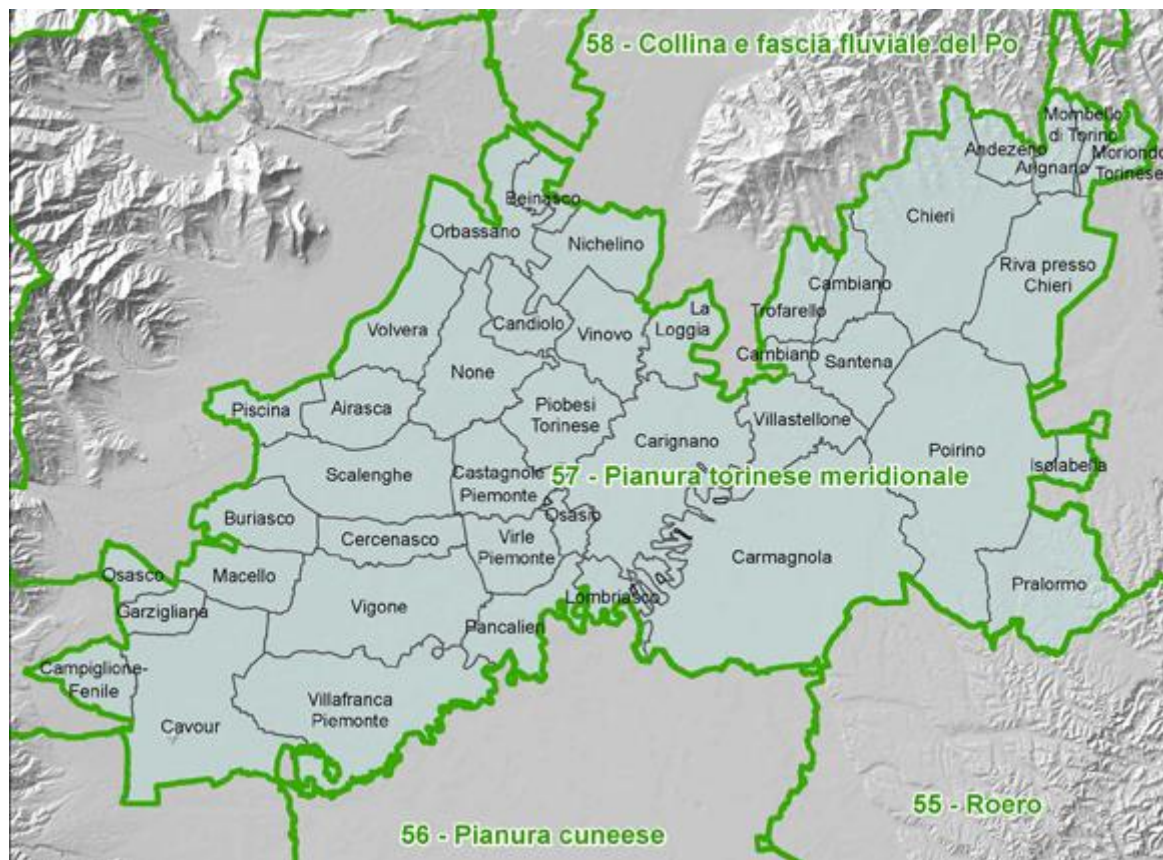 58 - Collina e fascia fluviale del Po
Mombello
di Torino
Andezeno
Arignano
Moriondo
Torinese
Beinasco
Chieri
Orbassano
Nichelino
Riva presso
Chieri
Cambiano
La
Loggia
Trofarello
Volvera
Candiolo
Vinovo
Cambiano
Santena
None
Piscina
Airasca
Piobesi
Torinese
Villastellone
Carignano
Poirino
Isolabella
Scalenghe
Castagnole
Piemonte
57 - Pianura torinese meridionale
Buriasco
Osasio
Cercenasco
Virle
Piemonte
Carmagnola
Osasco
Macello
Pralormo
Garzigliana
Vigone
Lombriasco
Pancalieri
Campiglione-
Fenile
Villafranca
Piemonte
Cavour
55 - Roero
56 - Pianura cuneese